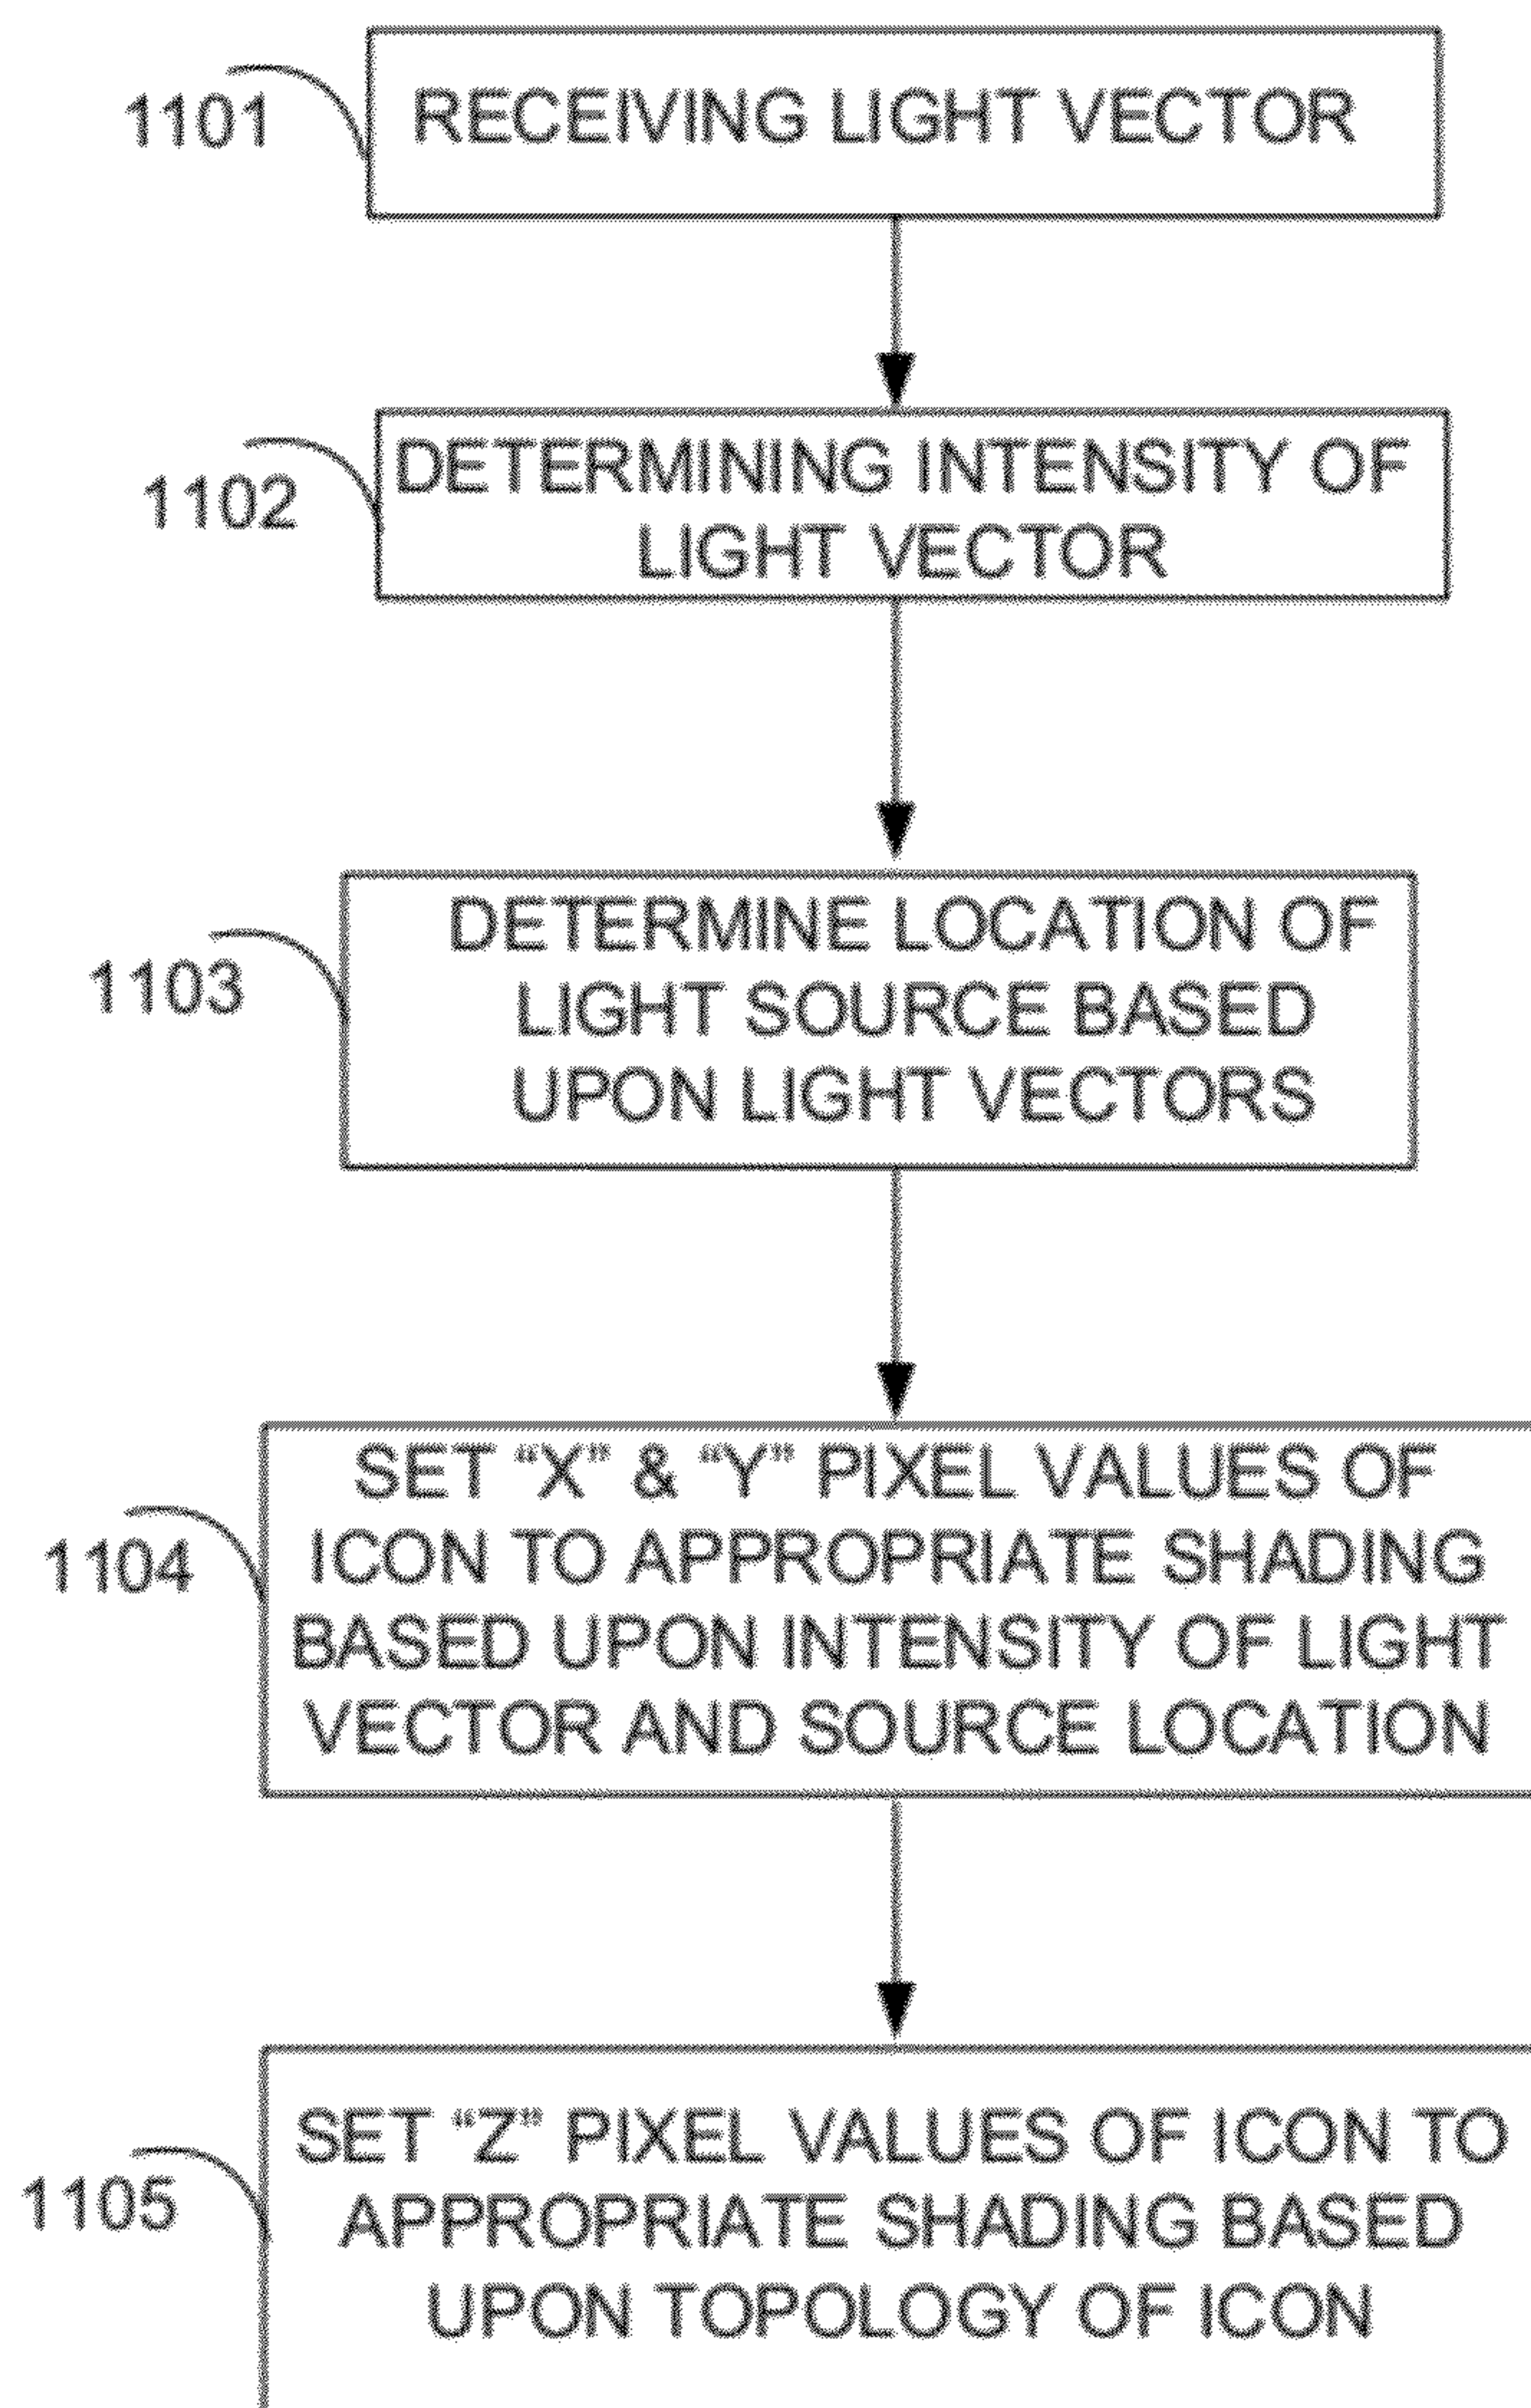 1101
RECEIVING LIGHT VECTOR
1102
DETERMINING INTENSITY OF
LIGHT VECTOR
1103
DETERMINE LOCATION OF
LIGHT SOURCE BASED
UPON LIGHT VECTORS
1104
SET “X” & “Y” PIXEL VALUES OF
ICON TO APPROPRIATE SHADING
BASED UPON INTENSITY OF LIGHT
VECTOR AND SOURCE LOCATION
1105
SET “Z” PIXEL VALUES OF ICON TO
APPROPRIATE SHADING BASED
UPON TOPOLOGY OF ICON